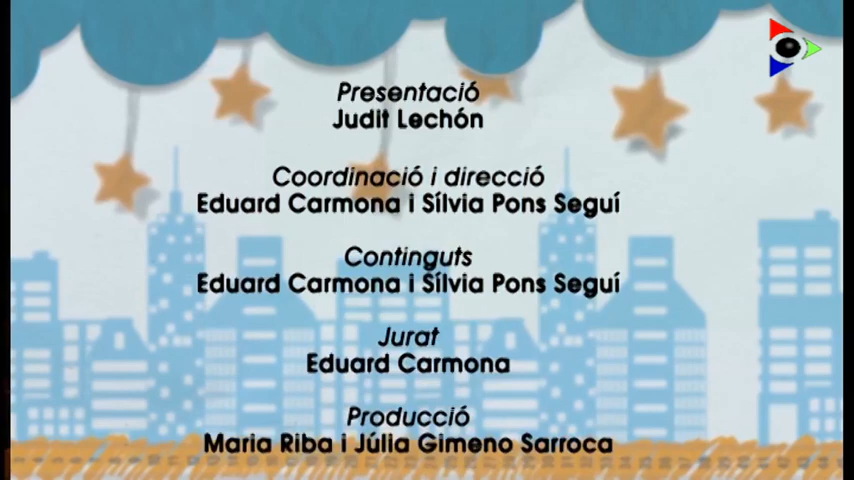 Presentació
Judit Lechón
Coordinació i direcció
Eduard Carmona i Sílvia Pons Seguí
Continguts
Eduard Carmona i Sílvia Pons Seguí
Jurat
Eduard Carmona
Producció
Maria Riba i Júlia Gimeno Sarroca